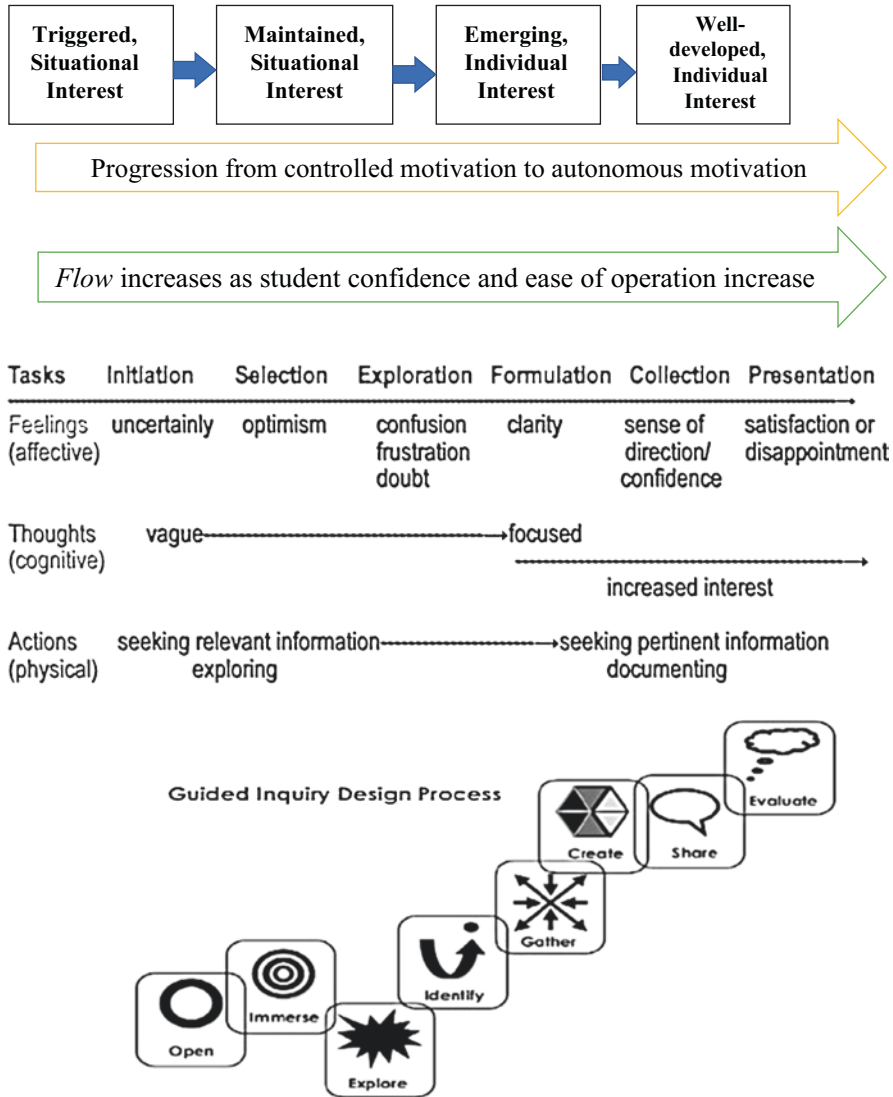 Triggered,
Situational
Interest
Maintained,
Situational
Interest
Emerging,
Individual
Interest
Well-
developed,
Individual
Interest
Progression from controlled motivation to autonomous motivation
Flow increases as student confidence and ease of operation increase
Tasks Initiation Selection Exploration Formulation Collection Presentation
Feelings uncertainly optimism confusion clarity sense of satisfaction or
(affective) frustration direction/ disappointment
doubt confidence
Thoughts vague focused
(cognitive)
increased interest
Actions seeking relevant information seeking pertinent information
(physical) exploring documenting
Guided Inquiry Design Process
Open
Immerse
Explore
Identify
Gather
Create
Share
Evaluate